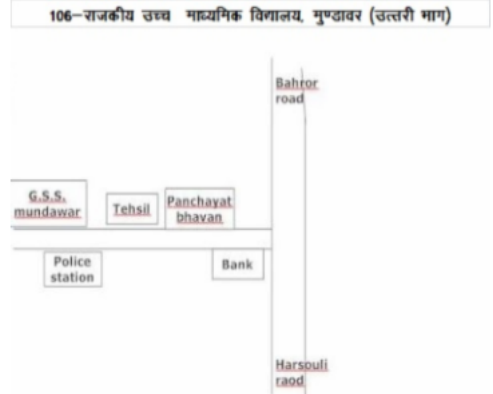 106–राजकीय उच्च माध्यमिक विद्यालय, मुण्डावर (उत्तरी भाग)
Bahror
road
G.S.S.
mundawar
Tehsil
Panchayat
bhavan
Police
station
Bank
Harsouli
raod